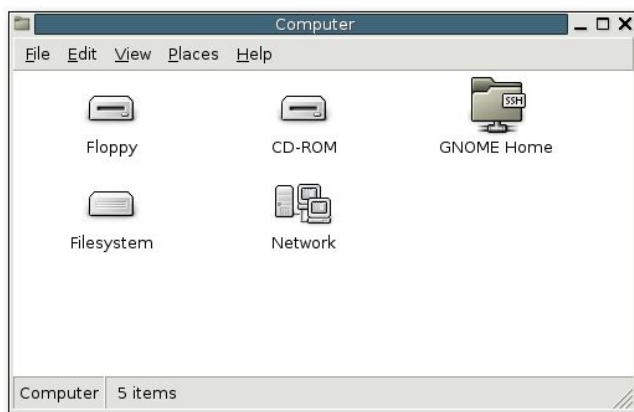 Computer
File Edit View Places Help
SSH
Floppy CD-ROM GNOME Home
Filesystem Network
Computer 5 items